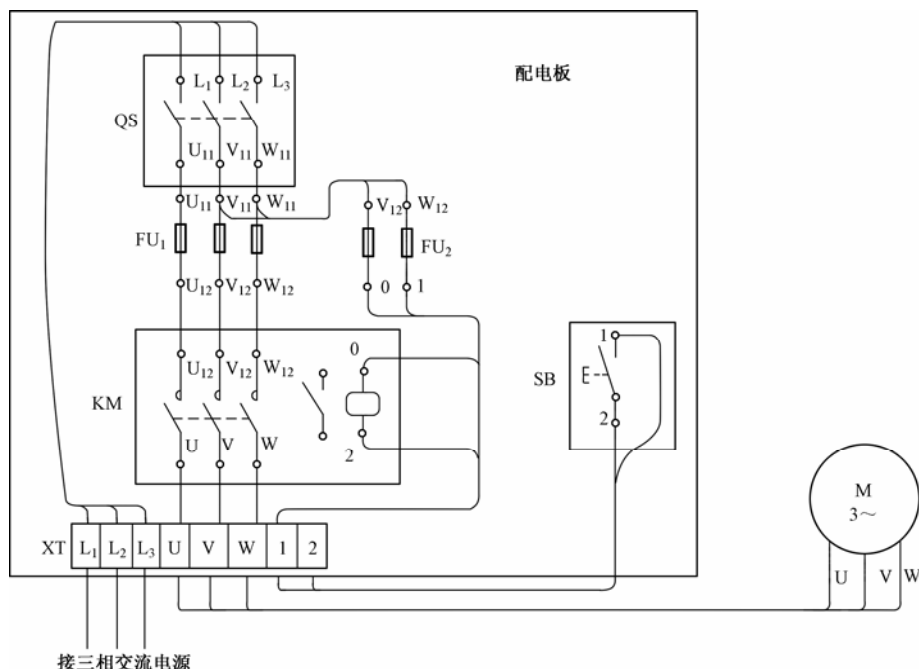 配电板
L₁ L₂ L₃
QS
U₁₁ V₁₁ W₁₁
U₁₁ V₁₁ W₁₁
V₁₂ W₁₂
FU₁
FU₂
U₁₂ V₁₂ W₁₂
0 1
U₁₂ V₁₂ W₁₂
0
1
SB
E
KM
U V W
2
2
M
3～
XT L₁ L₂ L₃ U V W 1 2
U V W
接三相交流电源